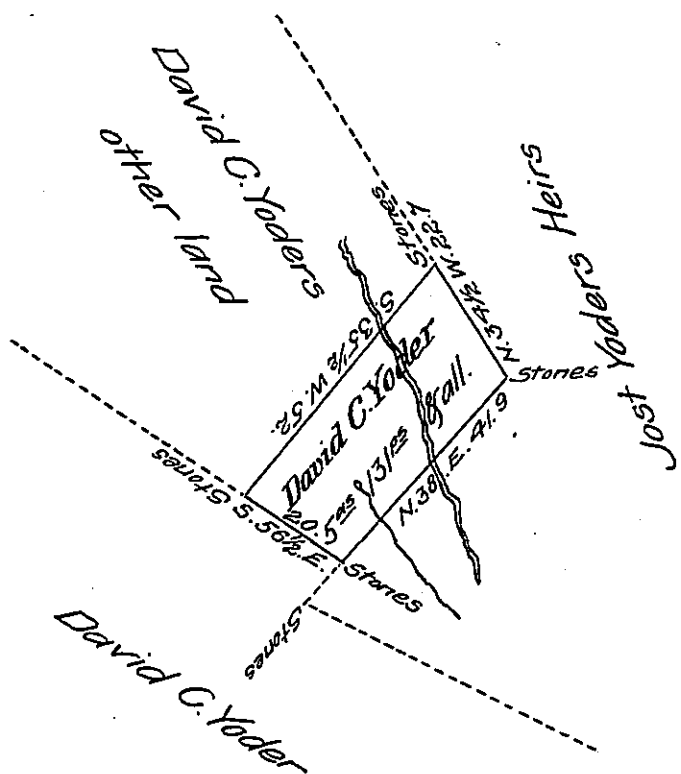 David C. Yoders
other land
Jost Yoders Heirs
Stones
N.34½ W.22.7
Stones
S. 35½ W. 52.
David C. Yoder
5 as 131 ps & all.
N.38 E. 41.9
Stones
S. 56½ E.
20.
Stones
Stones
David C. Yoder